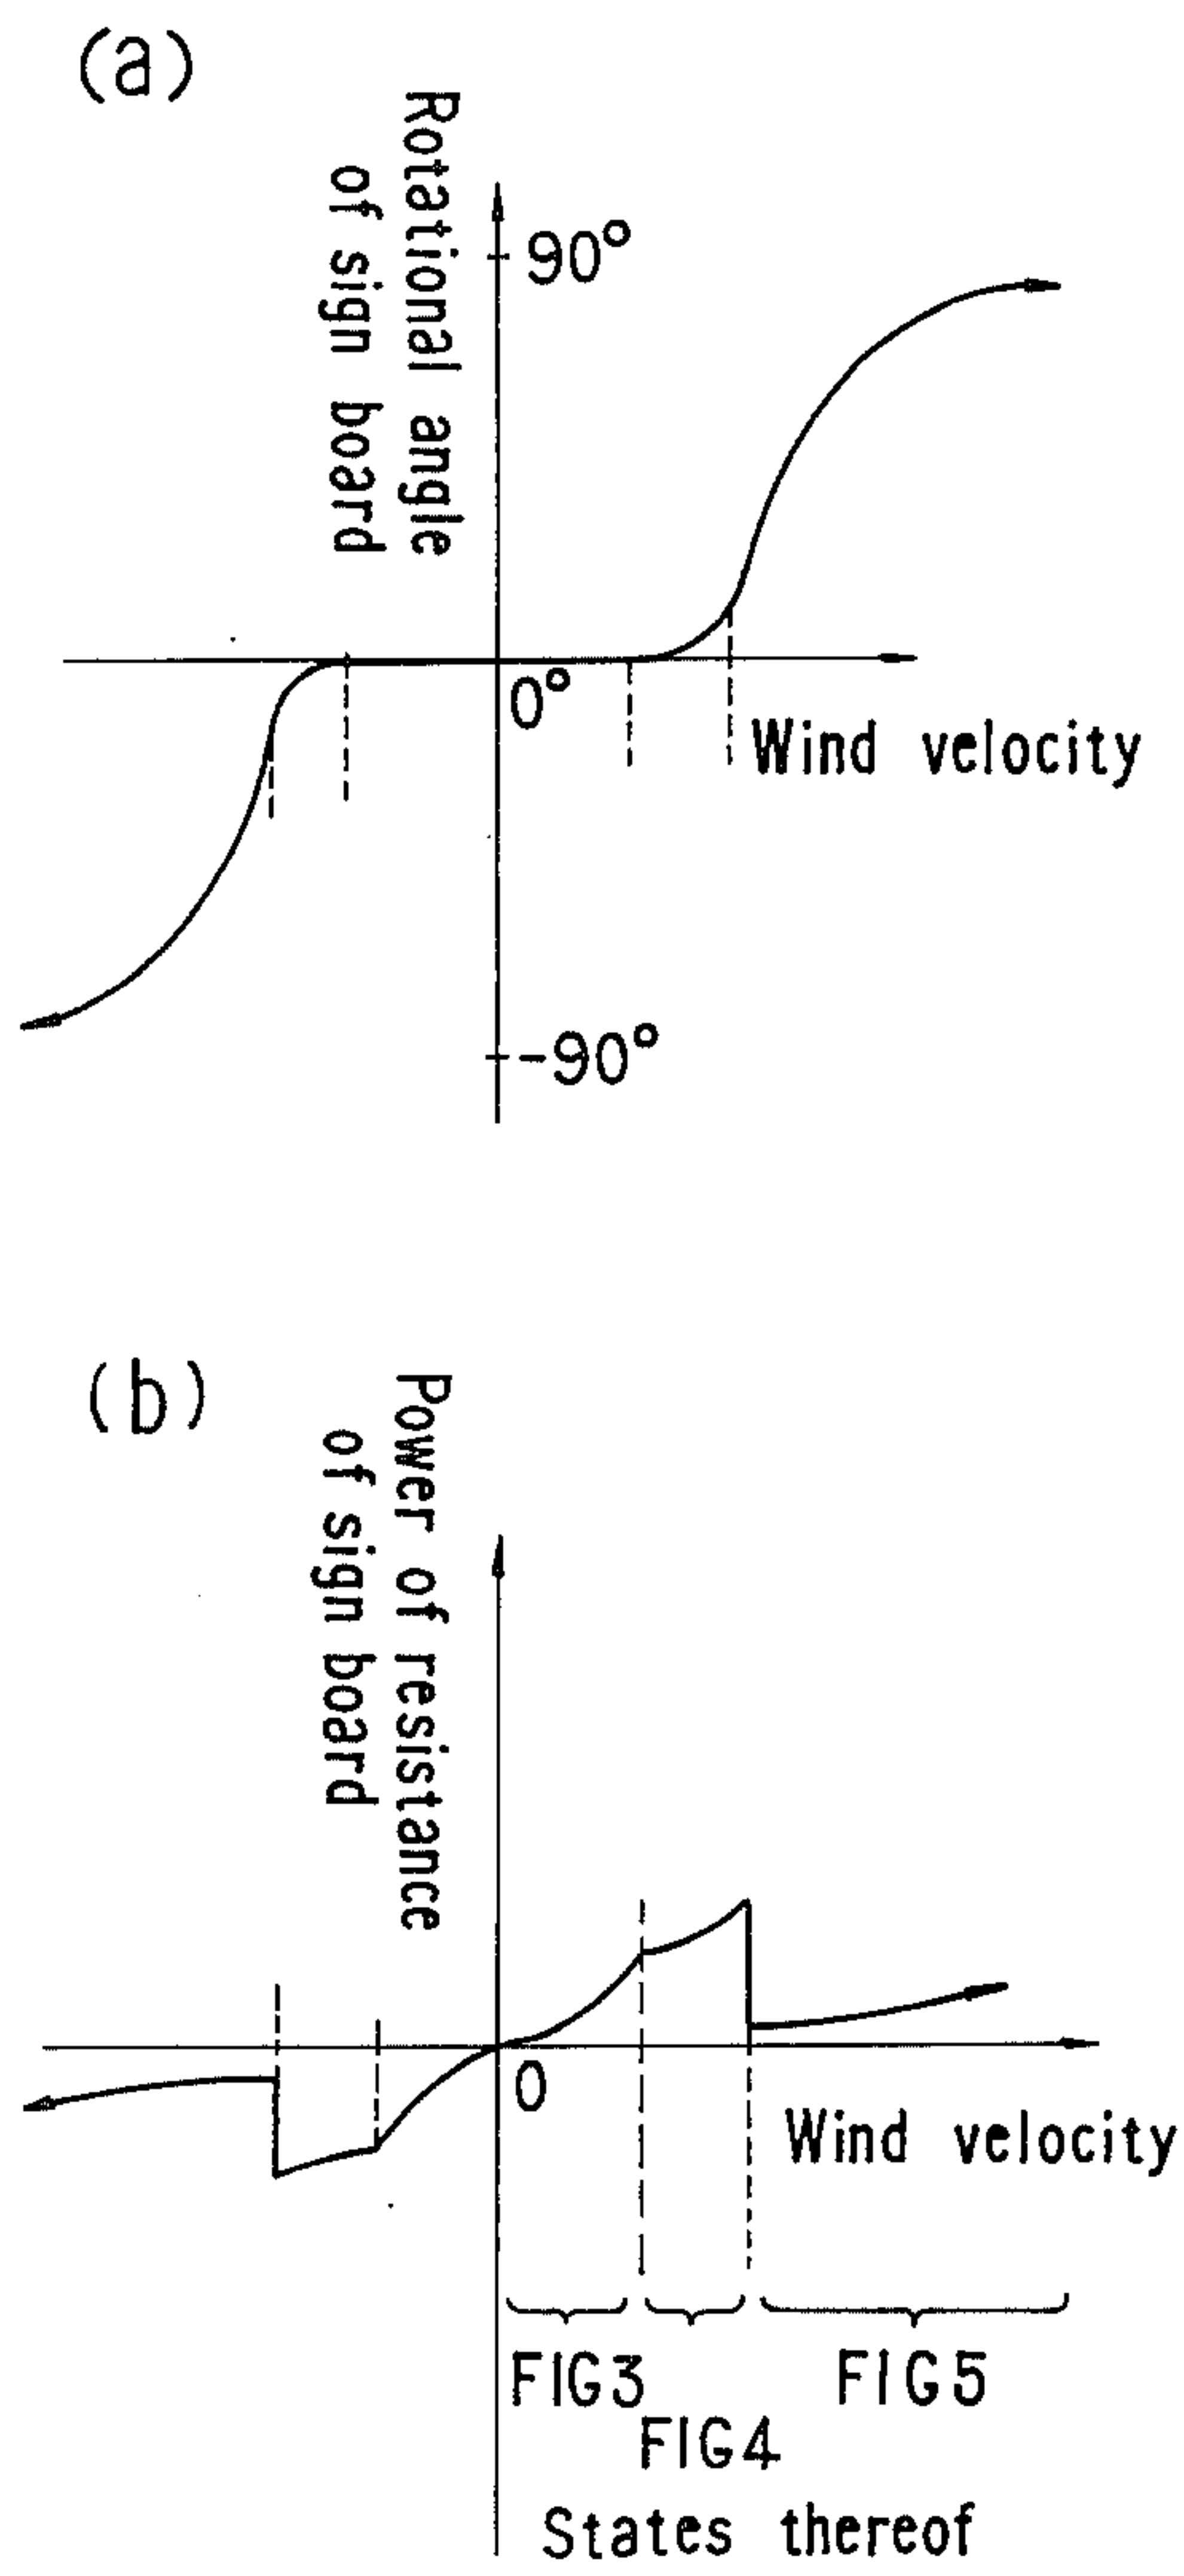 (a)
Rotational angle
of sign board
90°
0°
Wind velocity
-90°
(b)
Power of resistance
of sign board
0
Wind velocity
FIG3
FIG5
FIG4
States thereof